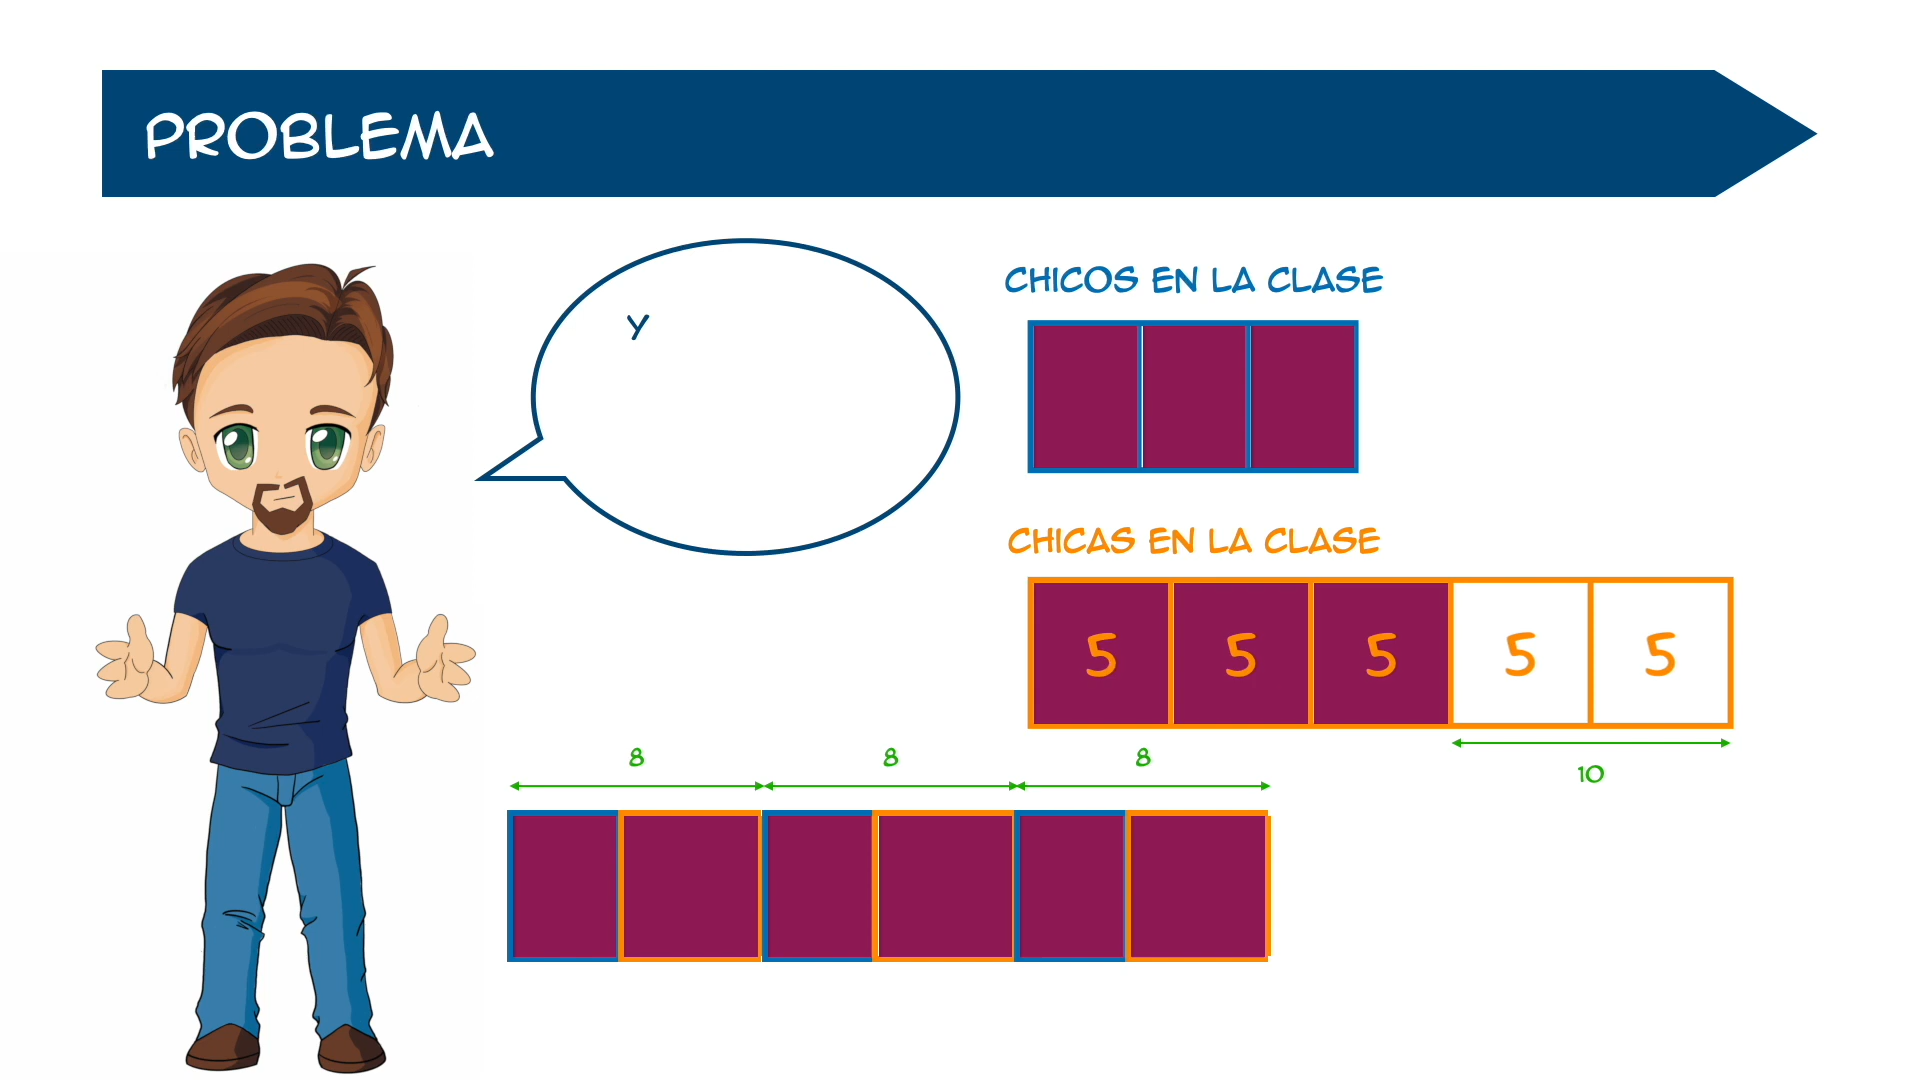 PROBLEMA
Y
CHICOS EN LA CLASE
CHICAS EN LA CLASE
5 5 5 5 5
10
8 8 8